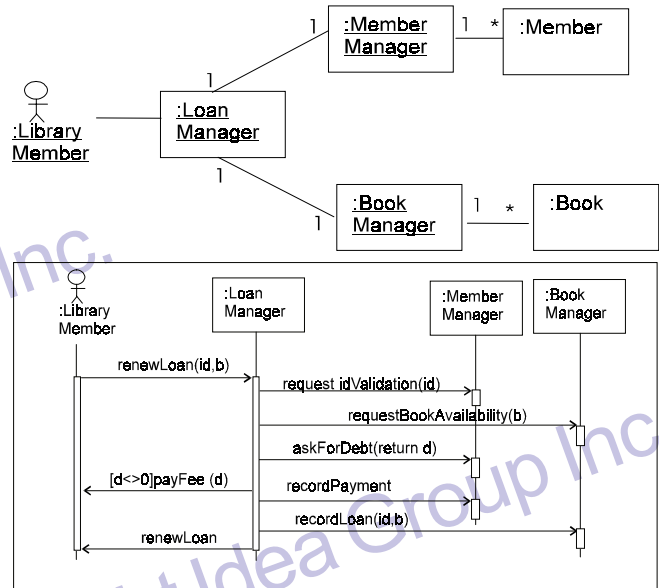 1
:Member
Manager
1
*
:Member
1
:Loan
Manager
:Library
Member
1
1
:Book
Manager
1
*
:Book
Inc.
:Library
Member
:Loan
Manager
:Member
Manager
:Book
Manager
renewLoan(id,b)
request idValidation(id)
requestBookAvailability(b)
askForDebt(return d)
[d<>0]payFee (d)
recordPayment
recordLoan(id,b)
renewLoan
Idea Group Inc